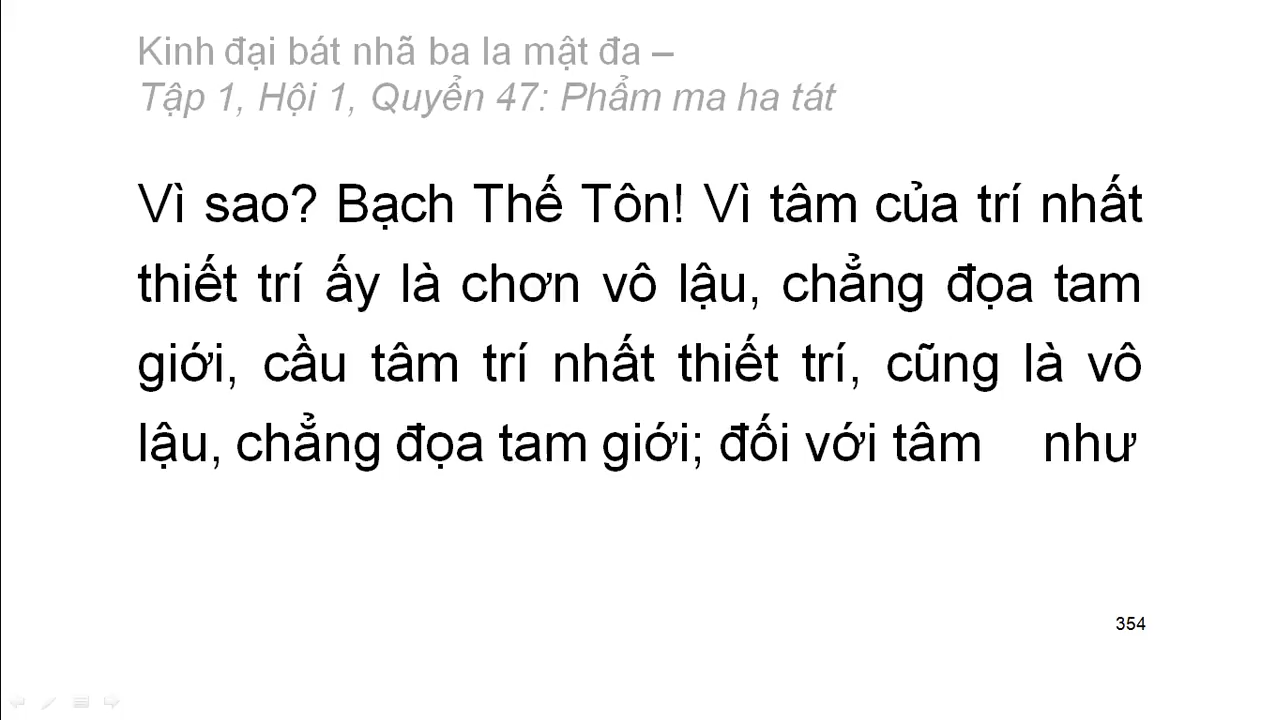 Kinh đại bát nhã ba la mật đa –
Tập 1, Hội 1, Quyển 47: Phẩm ma ha tát
Vì sao? Bạch Thế Tôn! Vì tâm của trí nhất
thiết trí ấy là chơn vô lậu, chẳng đọa tam
giới, cầu tâm trí nhất thiết trí, cũng là vô
lậu, chẳng đọa tam giới; đối với tâm như
354